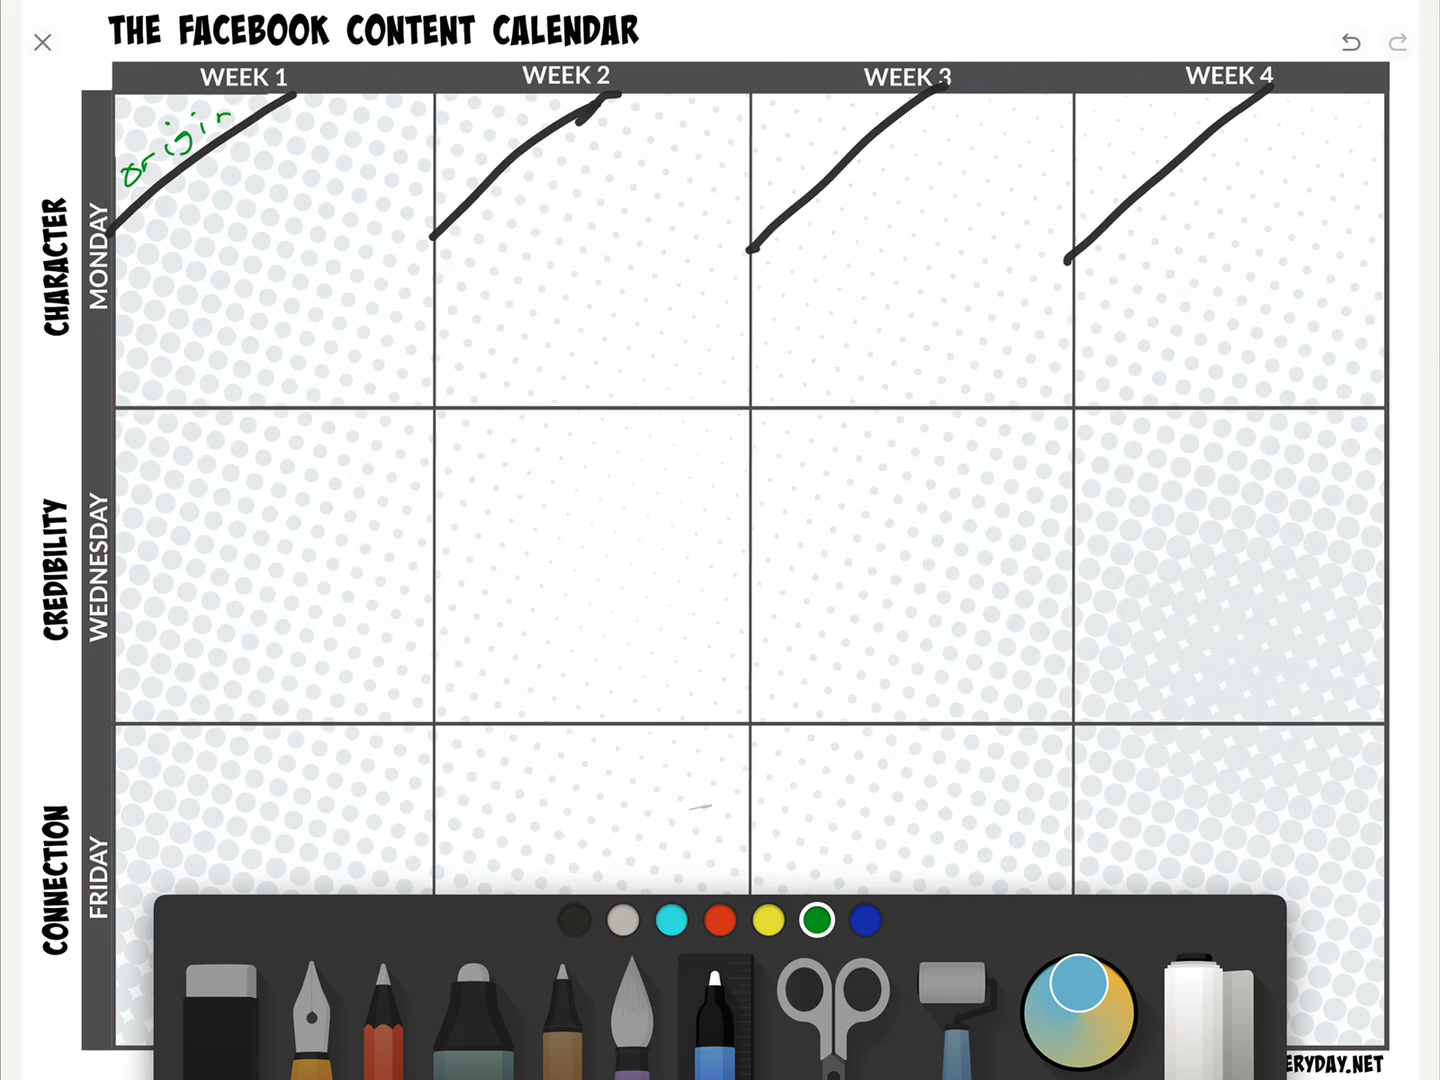 THE FACEBOOK CONTENT CALENDAR
WEEK 1 WEEK 2 WEEK 3 WEEK 4
origin
CHARACTER
MONDAY
CREDIBILITY
WEDNESDAY
CONNECTION
FRIDAY
ERYDAY.NET